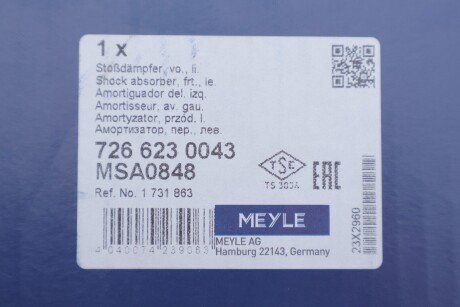 1 x
Stoßdämpfer, vo., li.
Shock absorber, frt., le
Amortiguador del. izq.
Amortisseur, av. gau.
Amortyzator, przód. l.
Амортизатор, пер., лев.
726 623 0043
MSA0848
Ref. No. 1 731 863
TSE
TS 300A
EAC
MEYLE
MEYLE AG
Hamburg 22143, Germany
23X2960